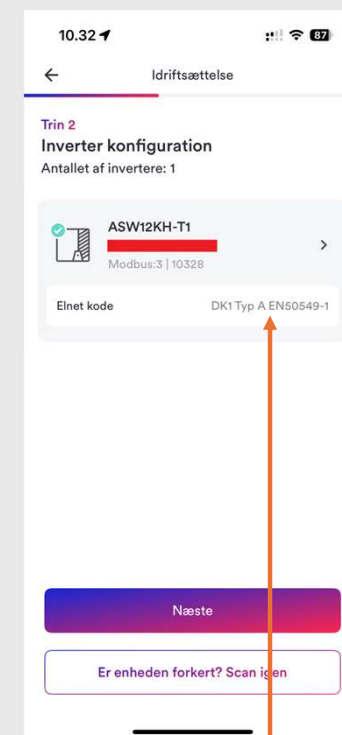 10.32
87
Idriftsættelse
Trin 2
Inverter konfiguration
Antallet af invertere: 1
ASW12KH-T1
Modbus:3 | 10328
Elnet kode
DK1 Typ A EN50549-1
Næste
Er enheden forkert? Scan igen